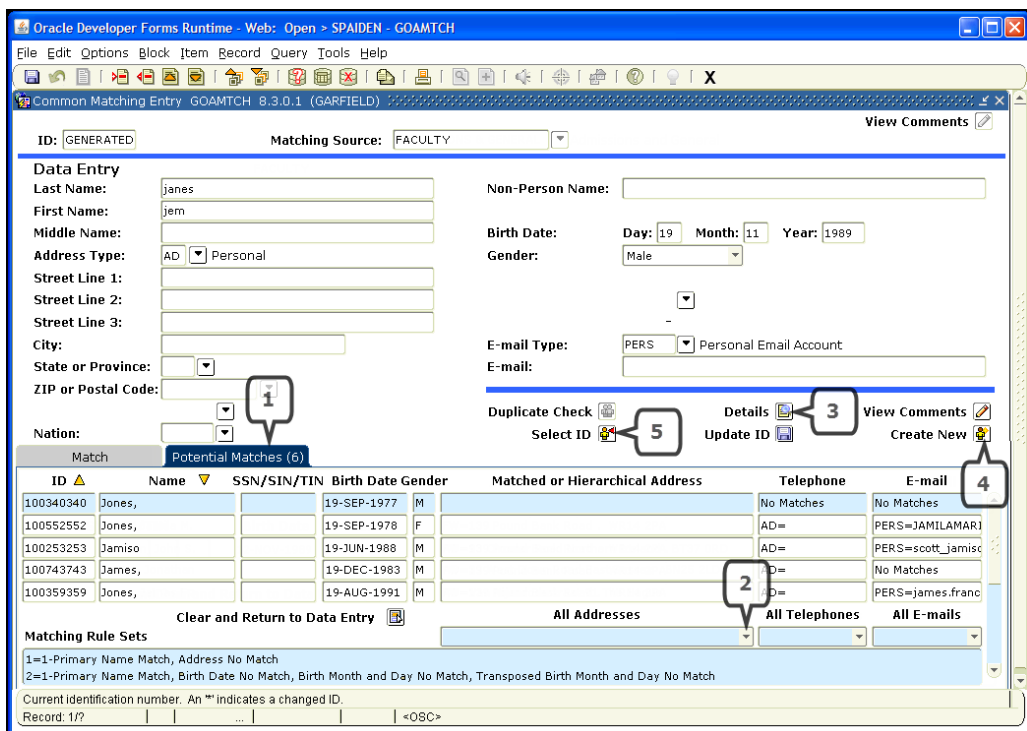 Oracle Developer Forms Runtime - Web: Open > SPAIDEN - GOAMTCH
File Edit Options Block Item Record Query Tools Help
X
Common Matching Entry GOAMTCH 8.3.0.1 (GARFIELD)
View Comments
ID: GENERATED Matching Source: FACULTY
Data Entry
Last Name: janes Non-Person Name:
First Name: jem
Middle Name: Birth Date: Day: 19 Month: 11 Year: 1989
Address Type: AD Personal Gender: Male
Street Line 1:
Street Line 2:
Street Line 3:
City: E-mail Type: PERS Personal Email Account
State or Province: E-mail:
ZIP or Postal Code:
1
Duplicate Check Details 3 View Comments
Nation: Select ID 5 Update ID Create New
Match Potential Matches (6)
ID Name SSN/SIN/TIN Birth Date Gender Matched or Hierarchical Address Telephone E-mail
4
100340340 Jones, 19-SEP-1977 M No Matches No Matches
100552552 Jones, 19-SEP-1978 F AD= PERS=JAMILAMARI
100253253 Jamiso 19-JUN-1988 M AD= PERS=scott_jamisc
100743743 James, 19-DEC-1983 M AD= No Matches
2
100359359 Jones, 19-AUG-1991 M AD= PERS=james.franc
Clear and Return to Data Entry All Addresses All Telephones All E-mails
Matching Rule Sets
1=1-Primary Name Match, Address No Match
2=1-Primary Name Match, Birth Date No Match, Birth Month and Day No Match, Transposed Birth Month and Day No Match
Current identification number. An '*' indicates a changed ID.
Record: 1/? ... <OSC>